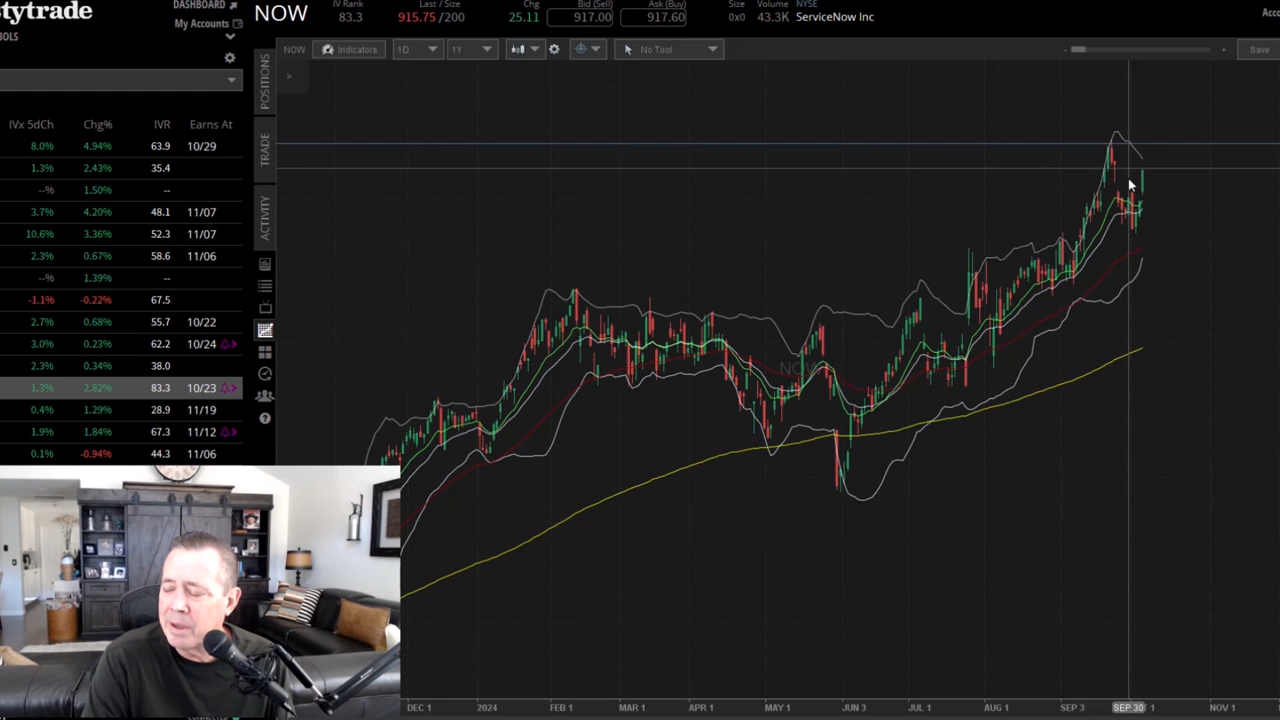 stytrade
DASHBOARD
My Accounts
BOLS
NOW
IV Rank
83.3
Last / Size
915.75 /200
Chg
25.11
Bid (Sell)
917.00
Ask (Buy)
917.60
Size
0x0
Volume
43.3K
NYSE
ServiceNow Inc
NOW
Indicators
1D
1Y
No Tool
Save
>
POSITIONS
TRADE
ACTIVITY
IVx 5dCh Chg% IVR Earns At
8.0% 4.94% 63.9 10/29
1.3% 2.43% 35.4
--% 1.50% --
3.7% 4.20% 48.1 11/07
10.6% 3.36% 52.3 11/07
2.3% 0.67% 58.6 11/06
--% 1.39% --
-1.1% -0.22% 67.5
2.7% 0.68% 55.7 10/22
3.0% 0.23% 62.2 10/24
2.3% 0.34% 38.0
1.3% 2.82% 83.3 10/23
0.4% 1.29% 28.9 11/19
1.9% 1.84% 67.3 11/12
0.1% -0.94% 44.3 11/06
NOW
DEC 1 2024 FEB 1 MAR 1 APR 1 MAY 1 JUN 3 JUL 1 AUG 1 SEP 3 SEP 30 1 NOV 1